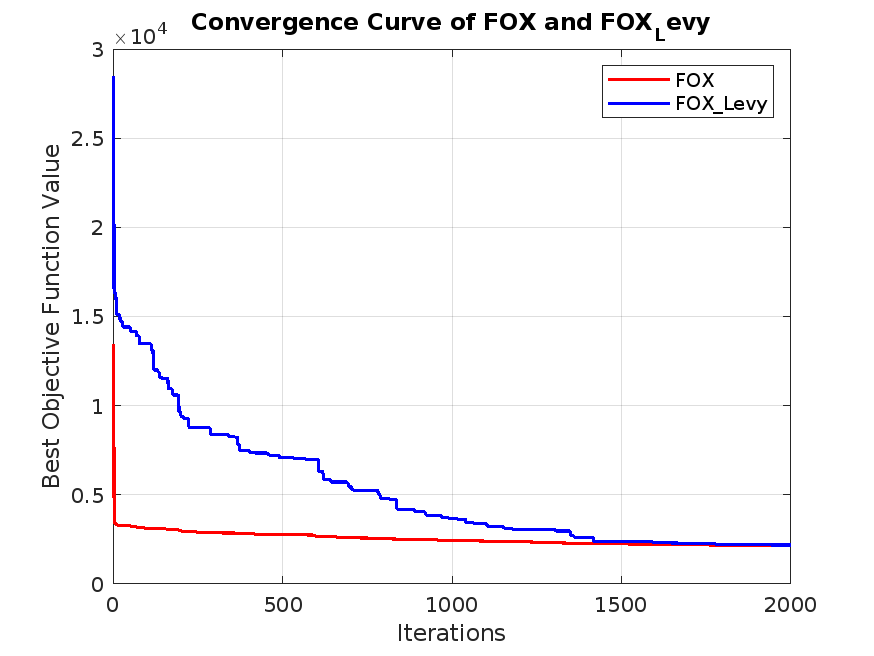 Convergence Curve of FOX and FOX_Levy
×10^4
3
2.5
2
1.5
1
0.5
0
Best Objective Function Value
FOX
FOX_Levy
0 500 1000 1500 2000
Iterations